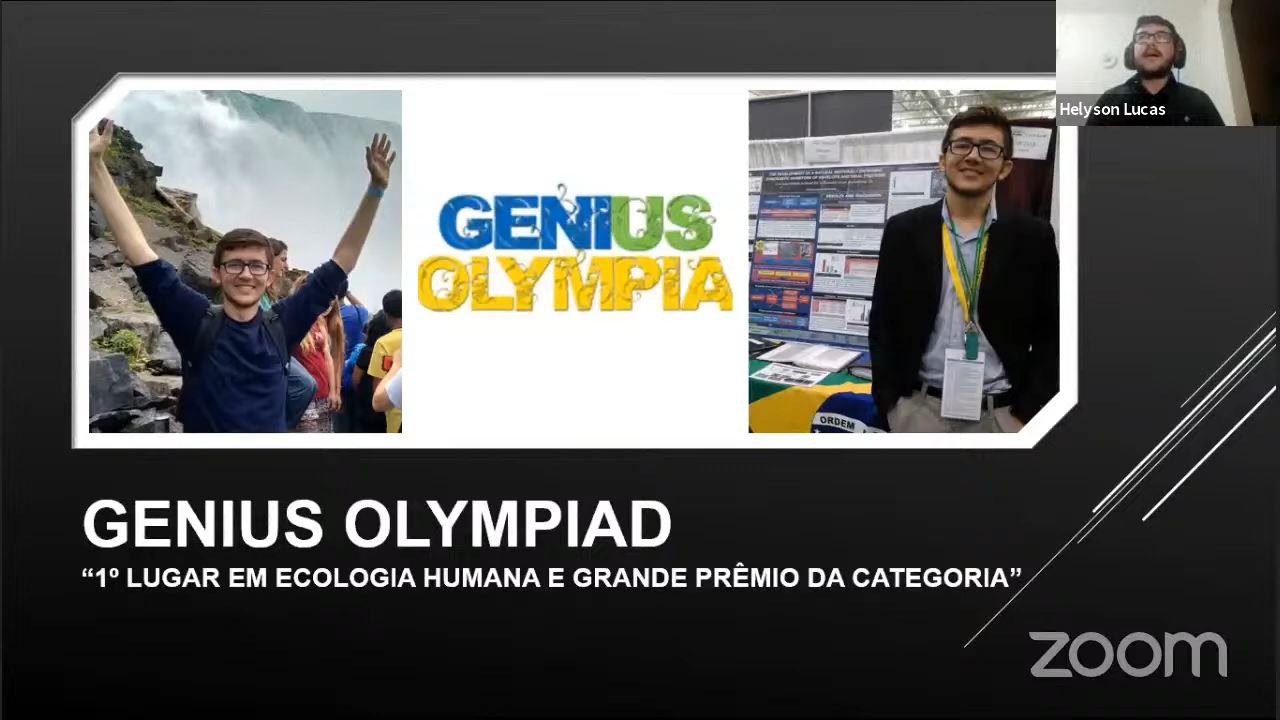 Helyson Lucas
GENIUS
OLYMPIA
ORDEM
GENIUS OLYMPIAD
“1º LUGAR EM ECOLOGIA HUMANA E GRANDE PRÊMIO DA CATEGORIA”
zoom